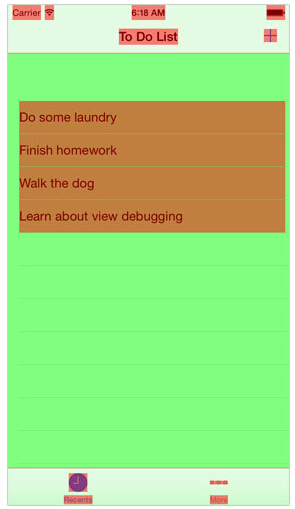 Carrier 6:18 AM
To Do List +
Do some laundry
Finish homework
Walk the dog
Learn about view debugging
Recents More